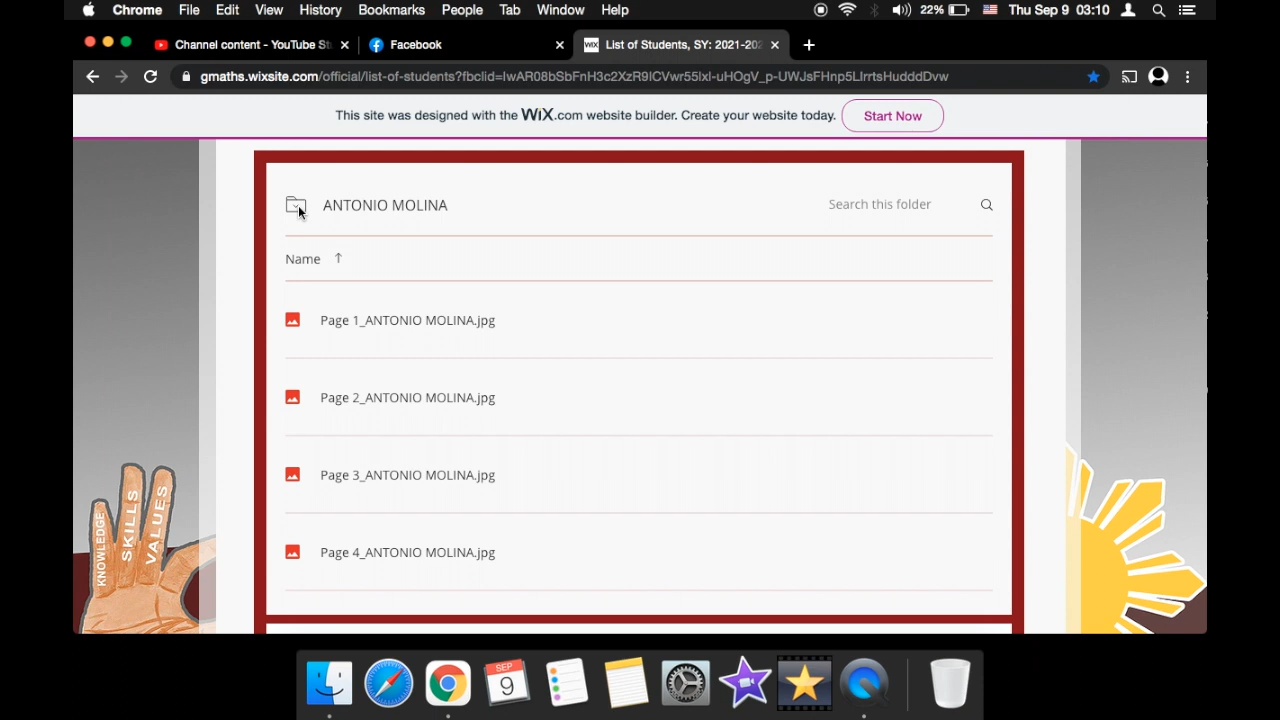 Chrome File Edit View History Bookmarks People Tab Window Help 22% Thu Sep 9 03:10
Channel content - YouTube St Facebook WiX List of Students, SY: 2021-202
gmaths.wixsite.com/official/list-of-students?fbclid=IwAR08bSbFnH3c2XzR9ICVwr55lxl-uHOgV_p-UWJsFHnp5LIrrtsHudddDvw
This site was designed with the WiX.com website builder. Create your website today. Start Now
ANTONIO MOLINA Search this folder
Name ↑
Page 1_ANTONIO MOLINA.jpg
Page 2_ANTONIO MOLINA.jpg
Page 3_ANTONIO MOLINA.jpg
Page 4_ANTONIO MOLINA.jpg
KNOWLEDGE
SKILLS
VALUES
SEP
9